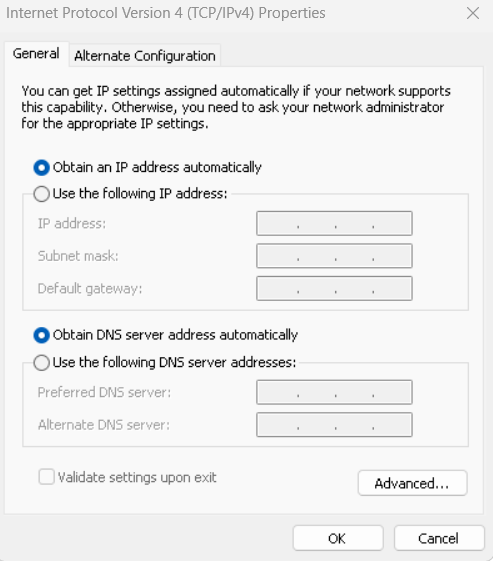 Internet Protocol Version 4 (TCP/IPv4) Properties
General
Alternate Configuration
You can get IP settings assigned automatically if your network supports
this capability. Otherwise, you need to ask your network administrator
for the appropriate IP settings.
Obtain an IP address automatically
Use the following IP address:
IP address:
Subnet mask:
Default gateway:
Obtain DNS server address automatically
Use the following DNS server addresses:
Preferred DNS server:
Alternate DNS server:
Validate settings upon exit
Advanced...
OK
Cancel